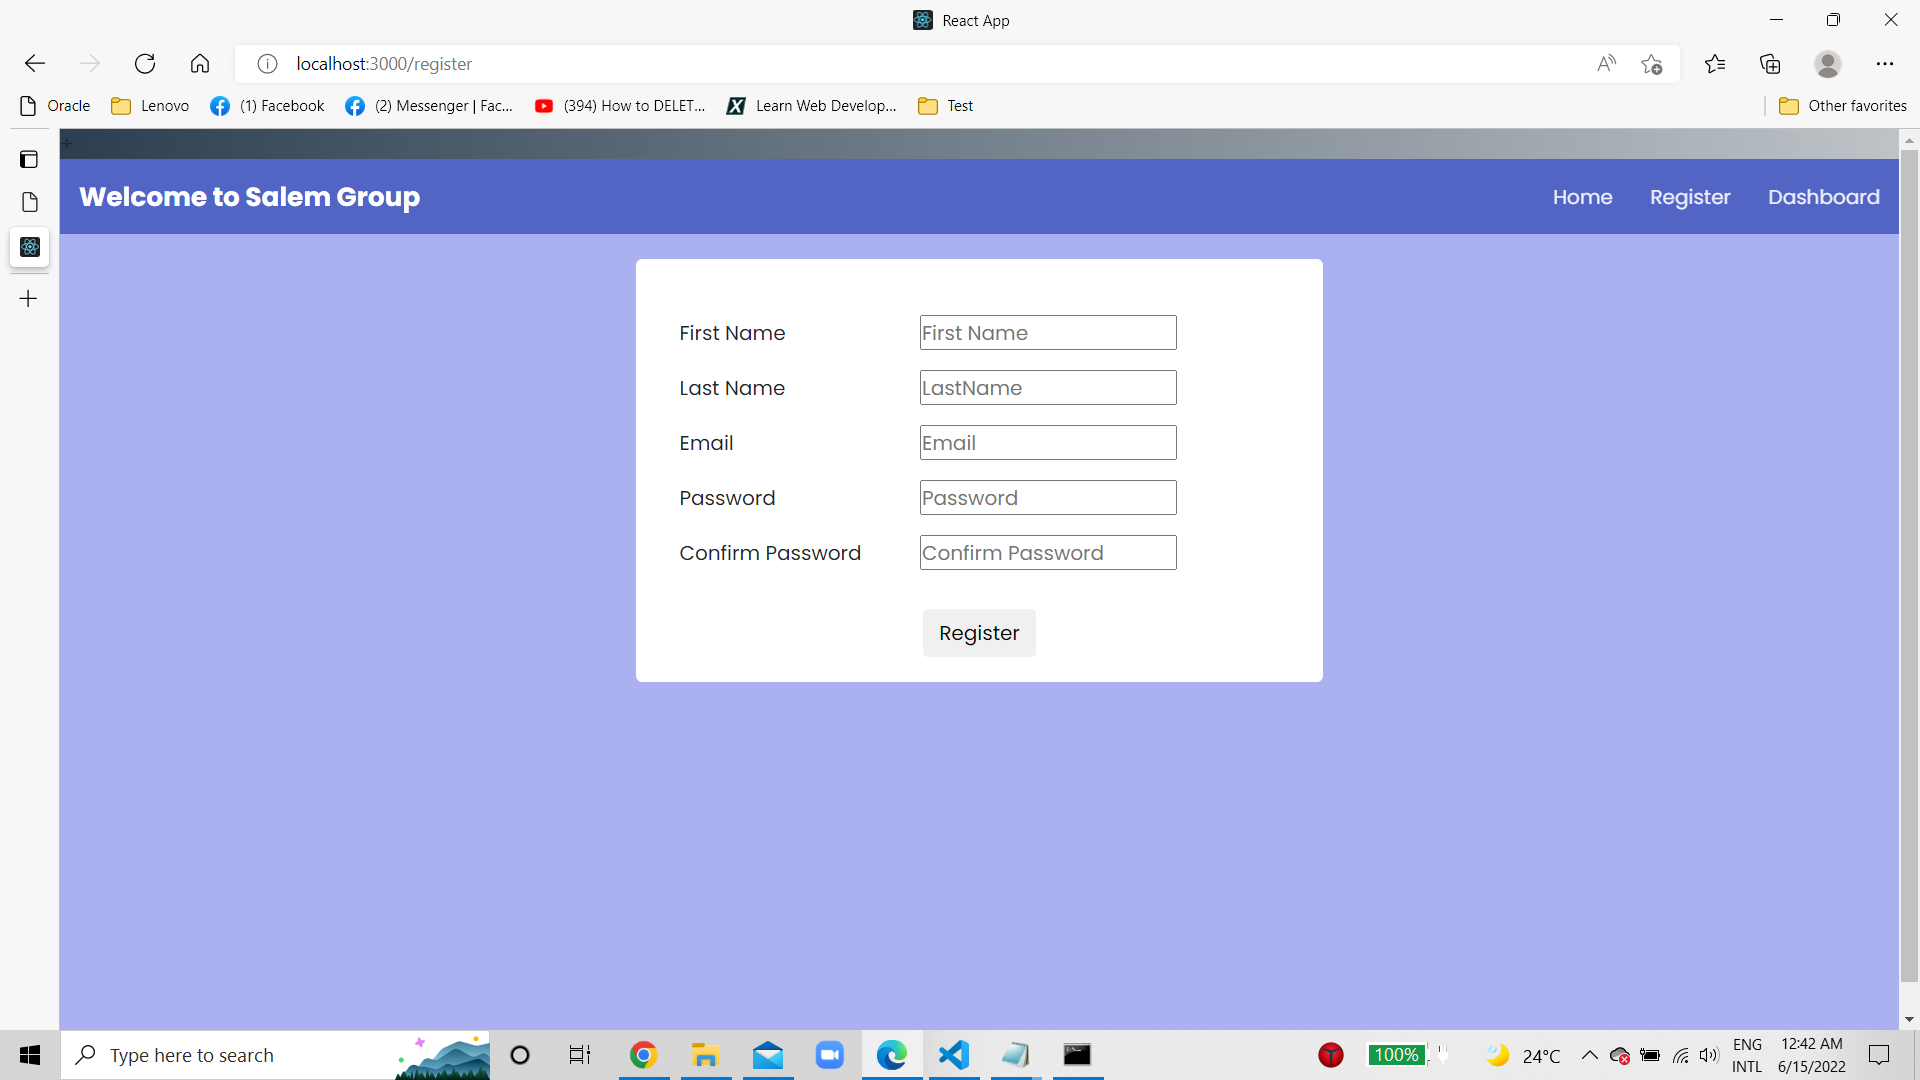 React App
localhost:3000/register
Oracle Lenovo (1) Facebook (2) Messenger | Fac... (394) How to DELET... Learn Web Develop... Test Other favorites
+
Welcome to Salem Group Home Register Dashboard
First Name First Name
Last Name LastName
Email Email
Password Password
Confirm Password Confirm Password
Register
Type here to search 100% 24°C ENG 12:42 AM
INTL 6/15/2022